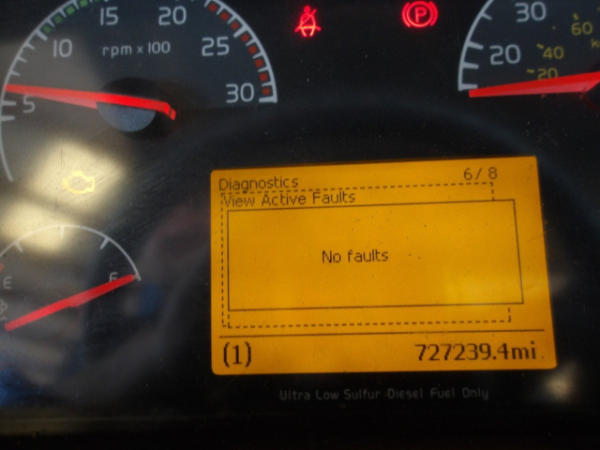 15 20
30
10
rpm x 100
25
5
30
20
60
40
20
Diagnostics 6/8
View Active Faults
No faults
E
F
(1) 727239.4mi
Ultra Low Sulfur Diesel Fuel Only